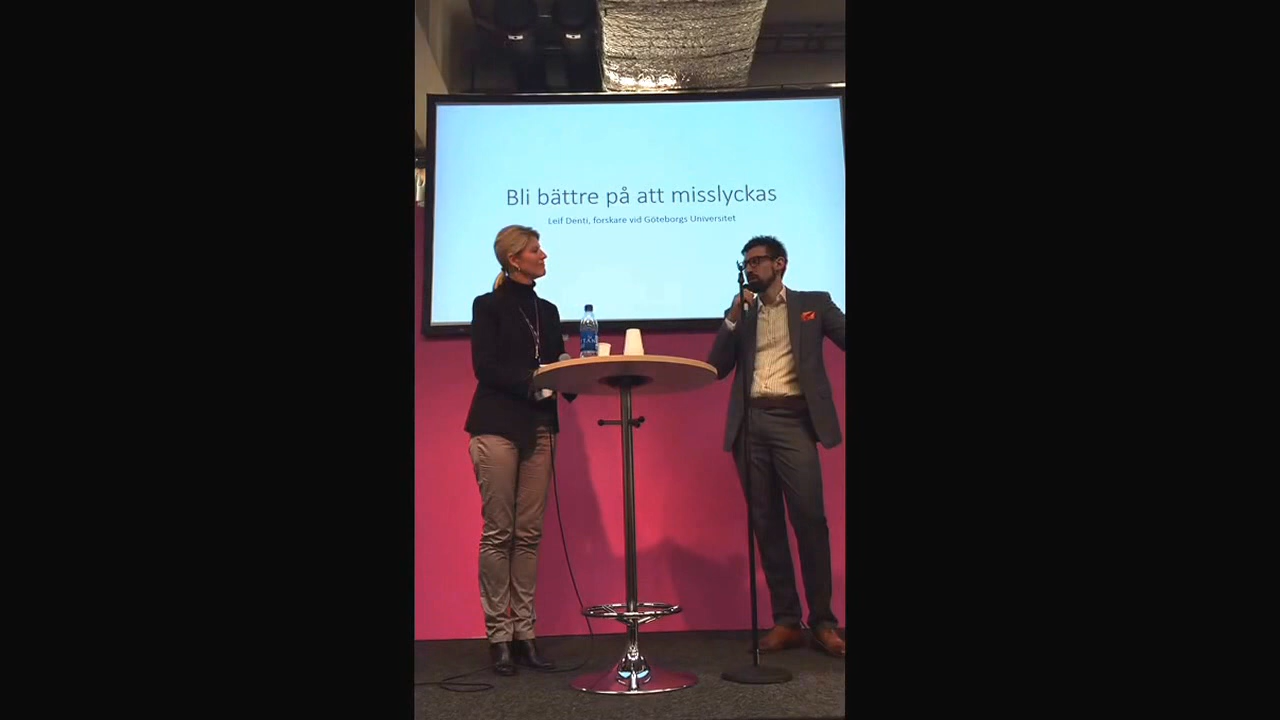 Bli bättre på att misslyckas
Leif Denti, forskare vid Göteborgs Universitet